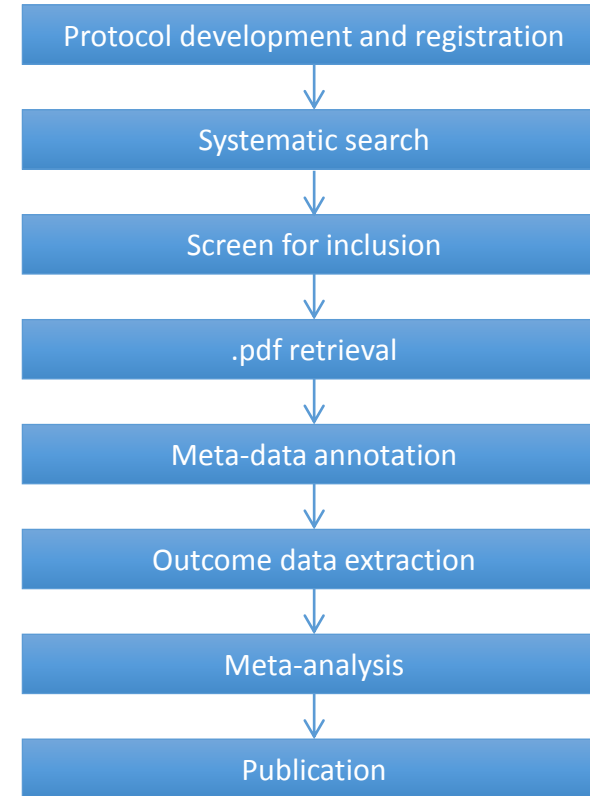 Protocol development and registration
Systematic search
Screen for inclusion
.pdf retrieval
Meta-data annotation
Outcome data extraction
Meta-analysis
Publication